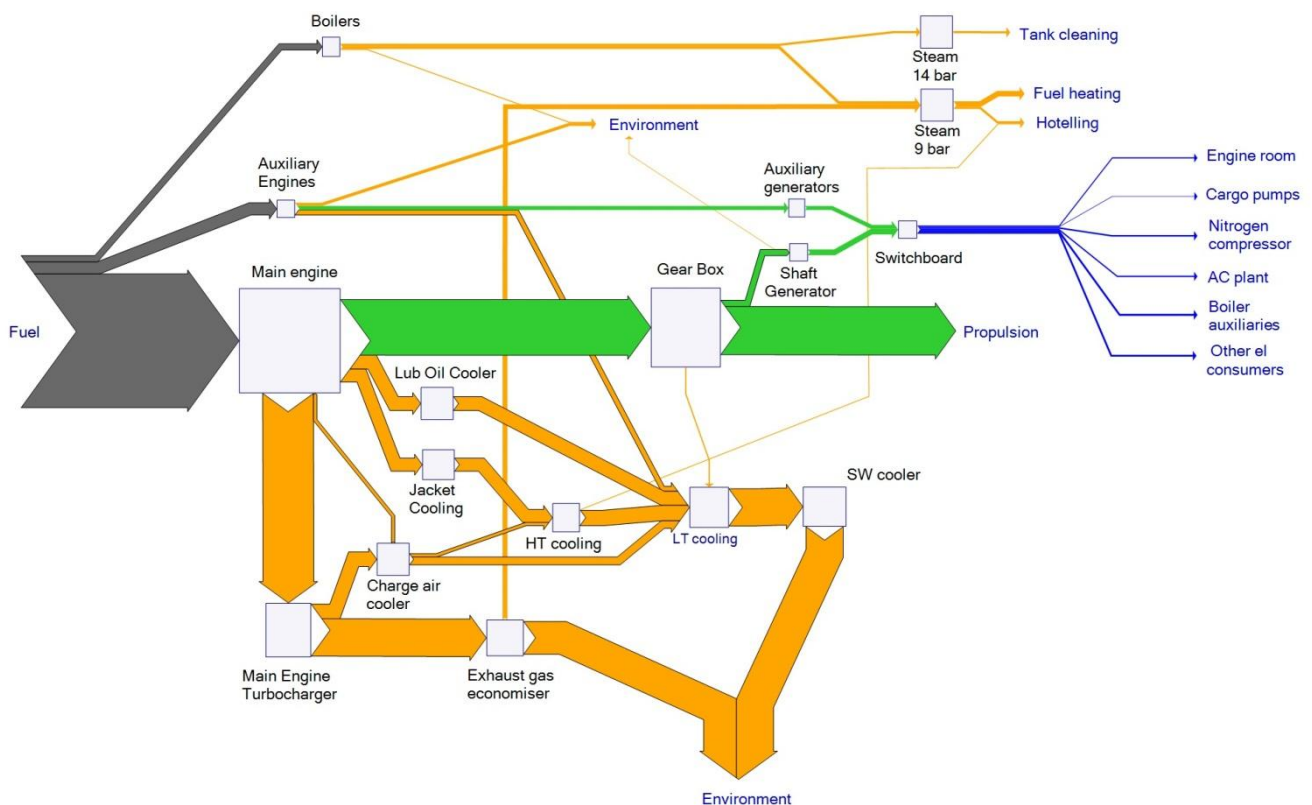 Boilers
Tank cleaning
Steam
14 bar
Fuel heating
Environment
Hotelling
Steam
9 bar
Auxiliary
Engines
Auxiliary
generators
Engine room
Cargo pumps
Nitrogen
compressor
Switchboard
AC plant
Main engine
Gear Box
Shaft
Generator
Boiler
auxiliaries
Fuel
Propulsion
Other el
consumers
Lub Oil Cooler
Jacket
Cooling
SW cooler
HT cooling
LT cooling
Charge air
cooler
Main Engine
Turbocharger
Exhaust gas
economiser
Environment